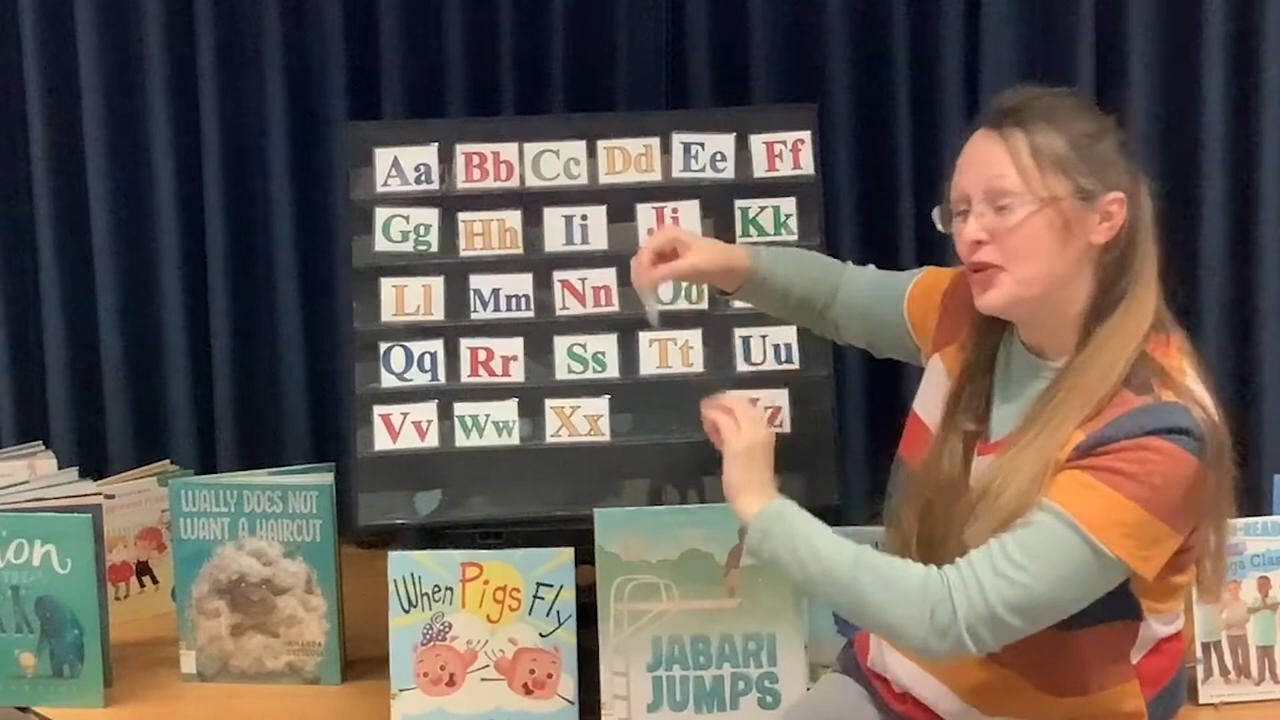 Aa Bb Cc Dd Ee Ff
Gg Hh Ii Jj Kk
Ll Mm Nn Oo
Qq Rr Ss Tt Uu
Vv Ww Xx
WALLY DOES NOT
WANT A HAIRCUT
When Pigs Fly
JABARI
JUMPS